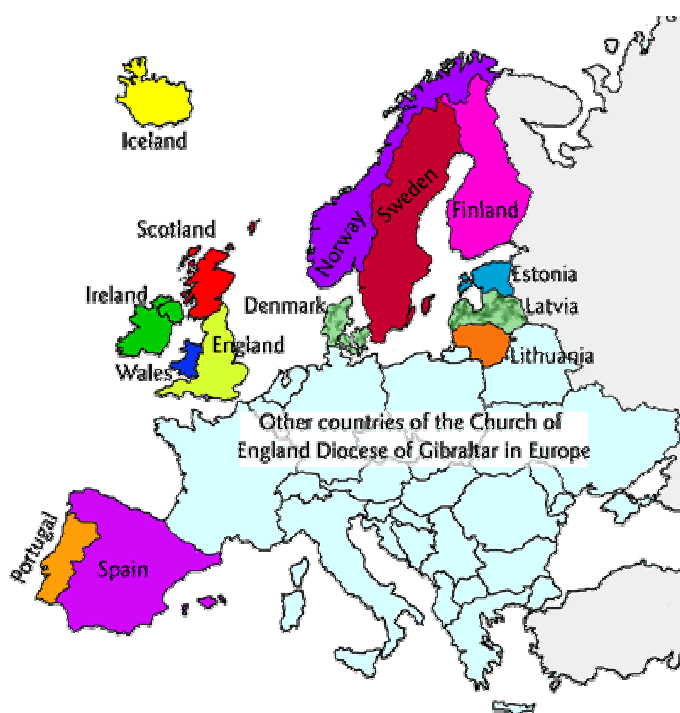 Iceland
Scotland
Norway
Sweden
Finland
Ireland
Denmark
Estonia
Latvia
England
Wales
Lithuania
Other countries of the Church of
England Diocese of Gibraltar in Europe
Portugal
Spain